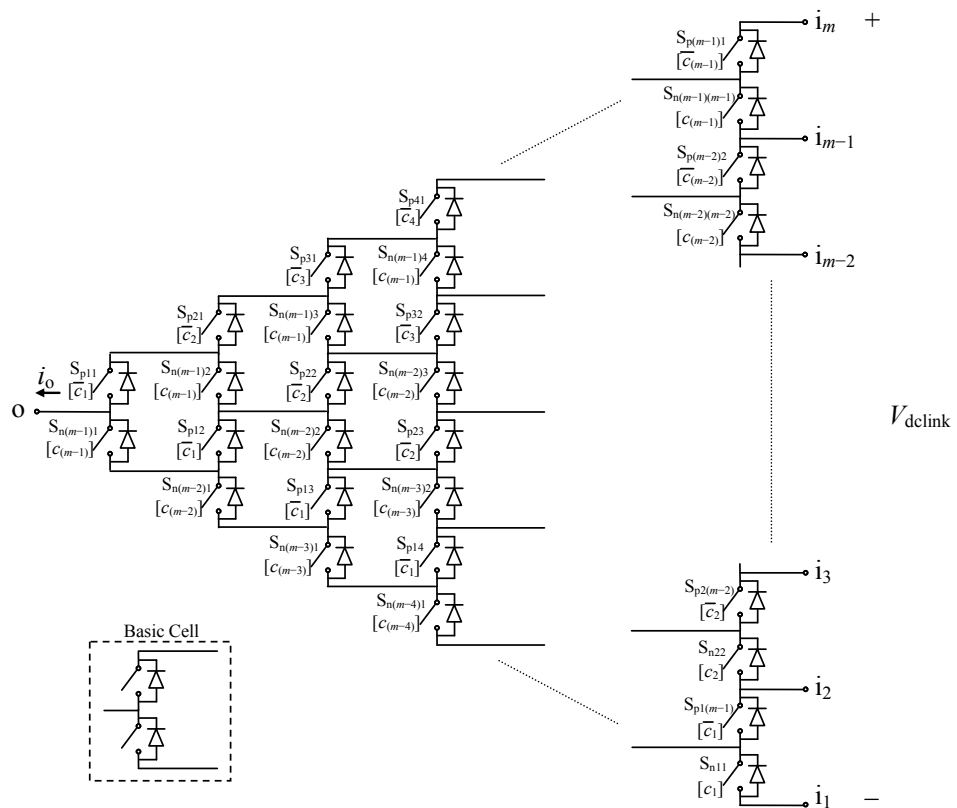 i_m +
S_p(m−1)1
[c̅_(m−1)]
S_n(m−1)(m−1)
[c_(m−1)]
i_m−1
S_p(m−2)2
[c̅_(m−2)]
S_n(m−2)(m−2)
[c_(m−2)]
i_m−2
S_p41
[c̅_4]
S_p31
[c̅_3]
S_n(m−1)4
[c_(m−1)]
S_p21
[c̅_2]
S_n(m−1)3
[c_(m−1)]
S_p32
[c̅_3]
S_p11
[c̅_1]
S_n(m−1)2
[c_(m−1)]
S_p22
[c̅_2]
S_n(m−2)3
[c_(m−2)]
i_o
o
V_dclink
S_n(m−1)1
[c_(m−1)]
S_p12
[c̅_1]
S_n(m−2)2
[c_(m−2)]
S_p23
[c̅_2]
S_n(m−2)1
[c_(m−2)]
S_p13
[c̅_1]
S_n(m−3)2
[c_(m−3)]
S_n(m−3)1
[c_(m−3)]
S_p14
[c̅_1]
S_n(m−4)1
[c_(m−4)]
i_3
S_p2(m−2)
[c̅_2]
S_n22
[c_2]
i_2
S_p1(m−1)
[c̅_1]
S_n11
[c_1]
i_1 −
Basic Cell